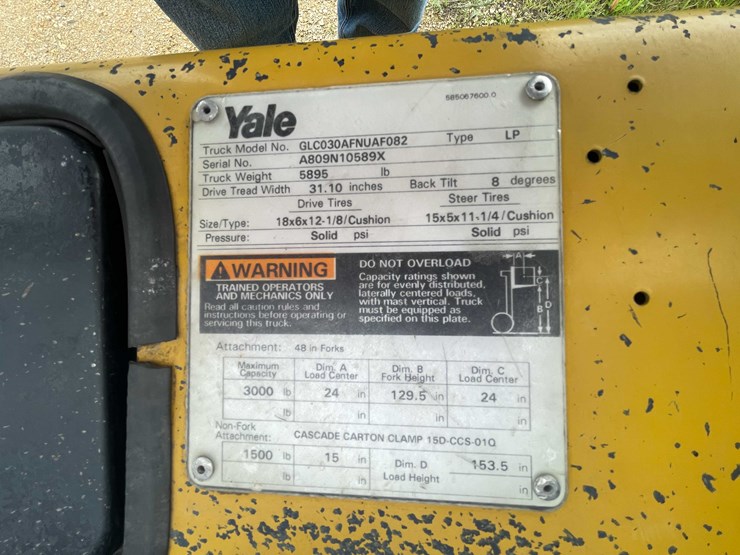 585067600.0
Yale
Truck Model No. GLC030AFNUAF082 Type LP
Serial No. A809N10589X
Truck Weight 5895 lb
Drive Tread Width 31.10 inches Back Tilt 8 degrees
Drive Tires Steer Tires
Size/Type: 18x6x12-1/8/Cushion 15x5x11-1/4/Cushion
Pressure: Solid psi Solid psi
WARNING
TRAINED OPERATORS
AND MECHANICS ONLY
Read all caution rules and
instructions before operating or
servicing this truck.
DO NOT OVERLOAD
Capacity ratings shown
are for evenly distributed,
laterally centered loads,
with mast vertical. Truck
must be equipped as
specified on this plate.
A
C
B
D
Attachment: 48 in Forks
Maximum Capacity Dim. A Load Center Dim. B Fork Height Dim. C Load Center
3000 lb 24 in 129.5 in 24 in
lb in in in
Non-Fork
Attachment: CASCADE CARTON CLAMP 15D-CCS-01Q
1500 lb 15 in Dim. D Load Height 153.5 in
lb in in